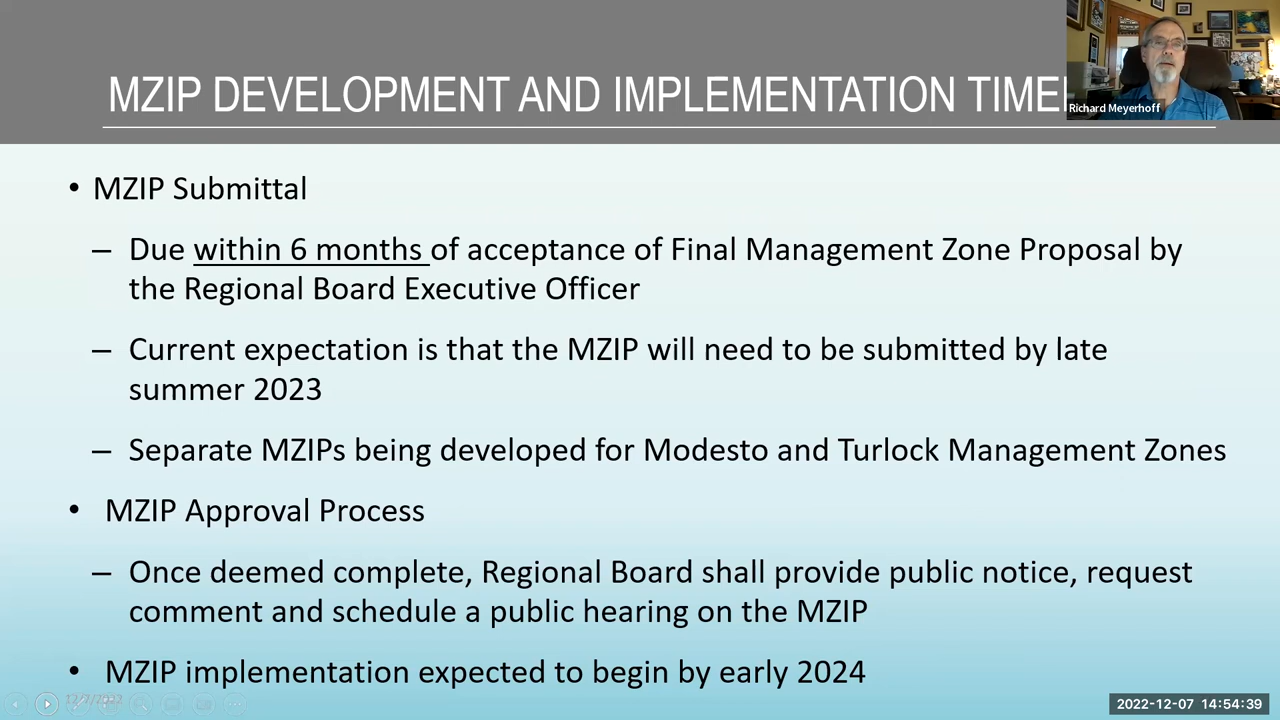 MZIP DEVELOPMENT AND IMPLEMENTATION TIME
Richard Meyerhoff
• MZIP Submittal
– Due within 6 months of acceptance of Final Management Zone Proposal by
the Regional Board Executive Officer
– Current expectation is that the MZIP will need to be submitted by late
summer 2023
– Separate MZIPs being developed for Modesto and Turlock Management Zones
• MZIP Approval Process
– Once deemed complete, Regional Board shall provide public notice, request
comment and schedule a public hearing on the MZIP
• MZIP implementation expected to begin by early 2024
12/7/2022
2022-12-07 14:54:39